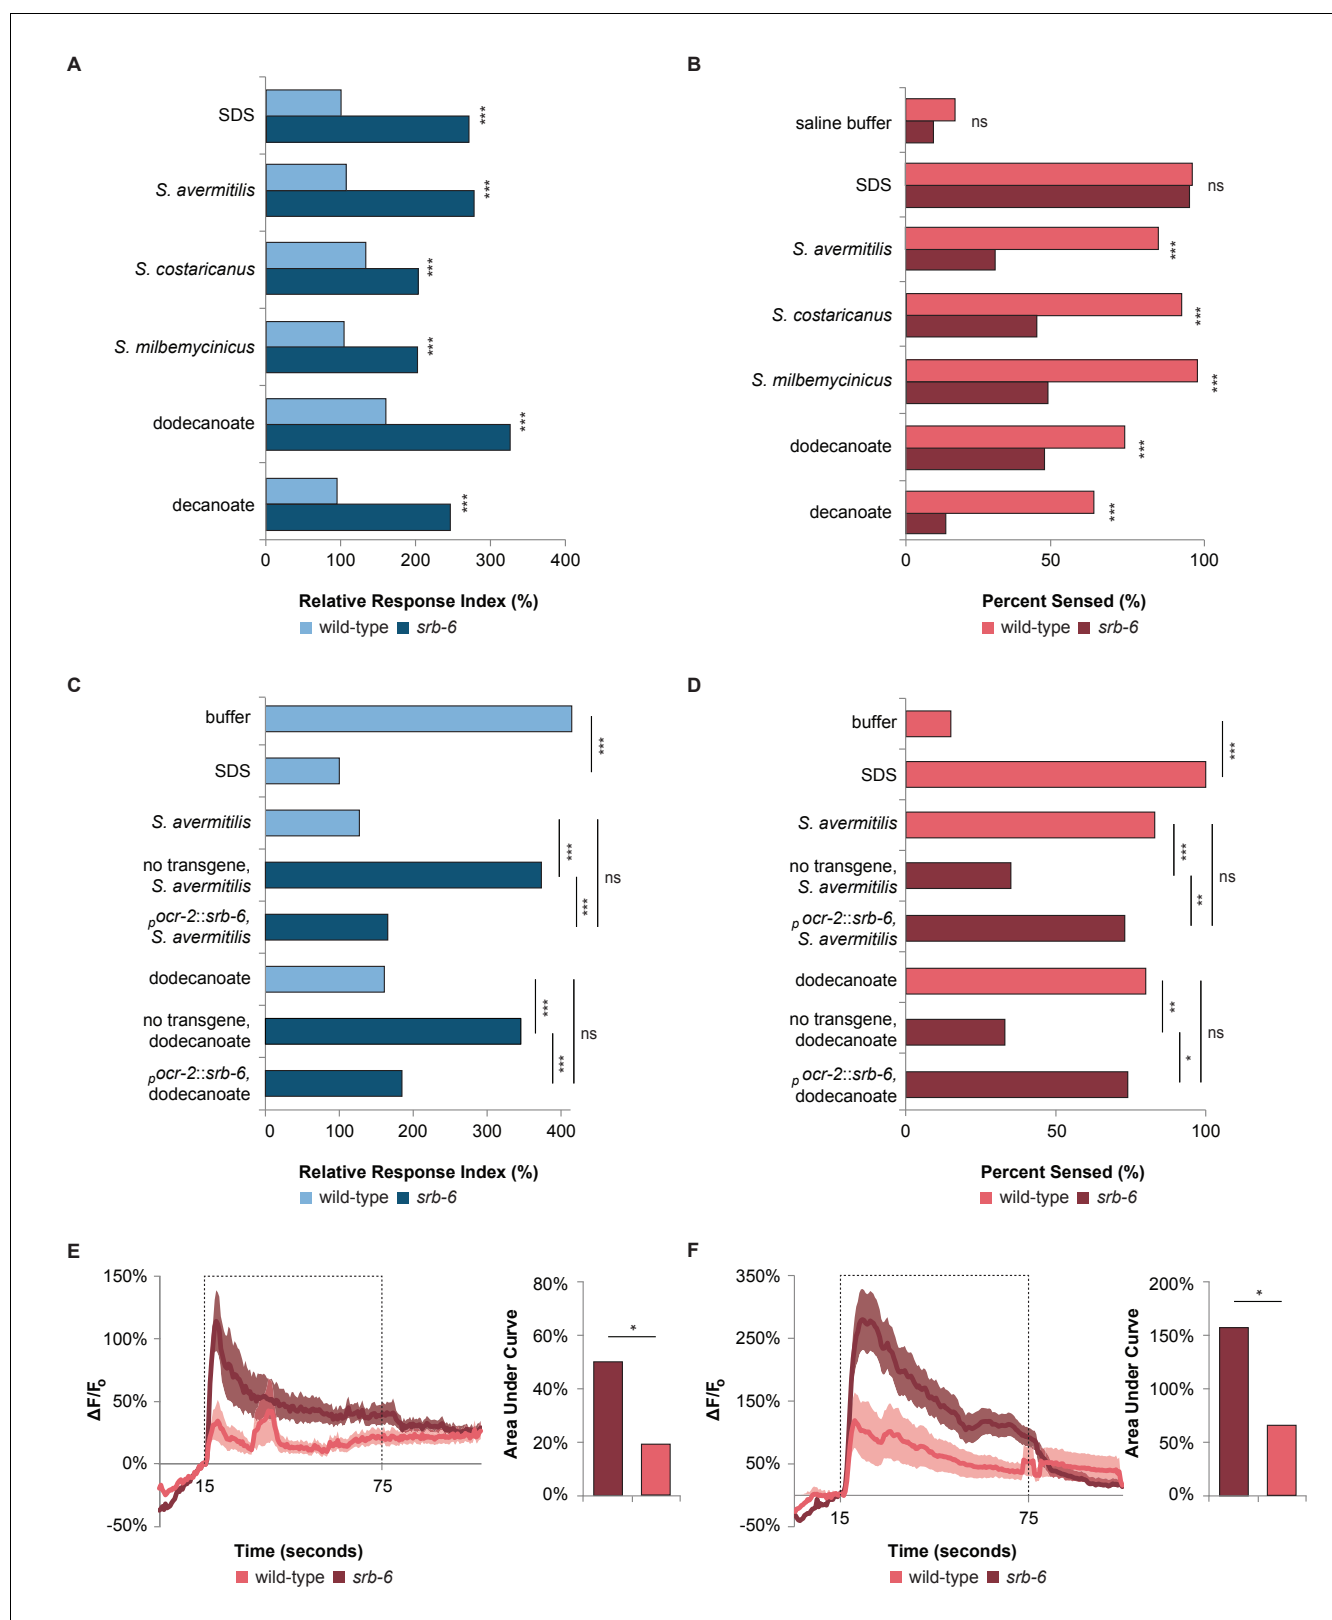 A
SDS
***
S. avermitilis
***
S. costaricanus
***
S. milbemycinicus
***
dodecanoate
***
decanoate
***
0 100 200 300 400
Relative Response Index (%)
wild-type srb-6
B
saline buffer
ns
SDS
ns
S. avermitilis
***
S. costaricanus
***
S. milbemycinicus
***
dodecanoate
***
decanoate
***
0 50 100
Percent Sensed (%)
wild-type srb-6
C
buffer
***
SDS
S. avermitilis
***
no transgene,
S. avermitilis
ns
***
pocr-2::srb-6,
S. avermitilis
dodecanoate
***
no transgene,
dodecanoate
ns
***
pocr-2::srb-6,
dodecanoate
0 100 200 300 400
Relative Response Index (%)
wild-type srb-6
D
buffer
***
SDS
S. avermitilis
***
no transgene,
S. avermitilis
ns
**
pocr-2::srb-6,
S. avermitilis
dodecanoate
**
no transgene,
dodecanoate
ns
*
pocr-2::srb-6,
dodecanoate
0 50 100
Percent Sensed (%)
wild-type srb-6
E
150%
100%
50%
0%
-50%
ΔF/Fo
15 75
Time (seconds)
wild-type srb-6
80%
60%
40%
20%
0%
Area Under Curve
*
F
350%
250%
150%
50%
-50%
ΔF/Fo
15 75
Time (seconds)
wild-type srb-6
200%
150%
100%
50%
0%
Area Under Curve
*